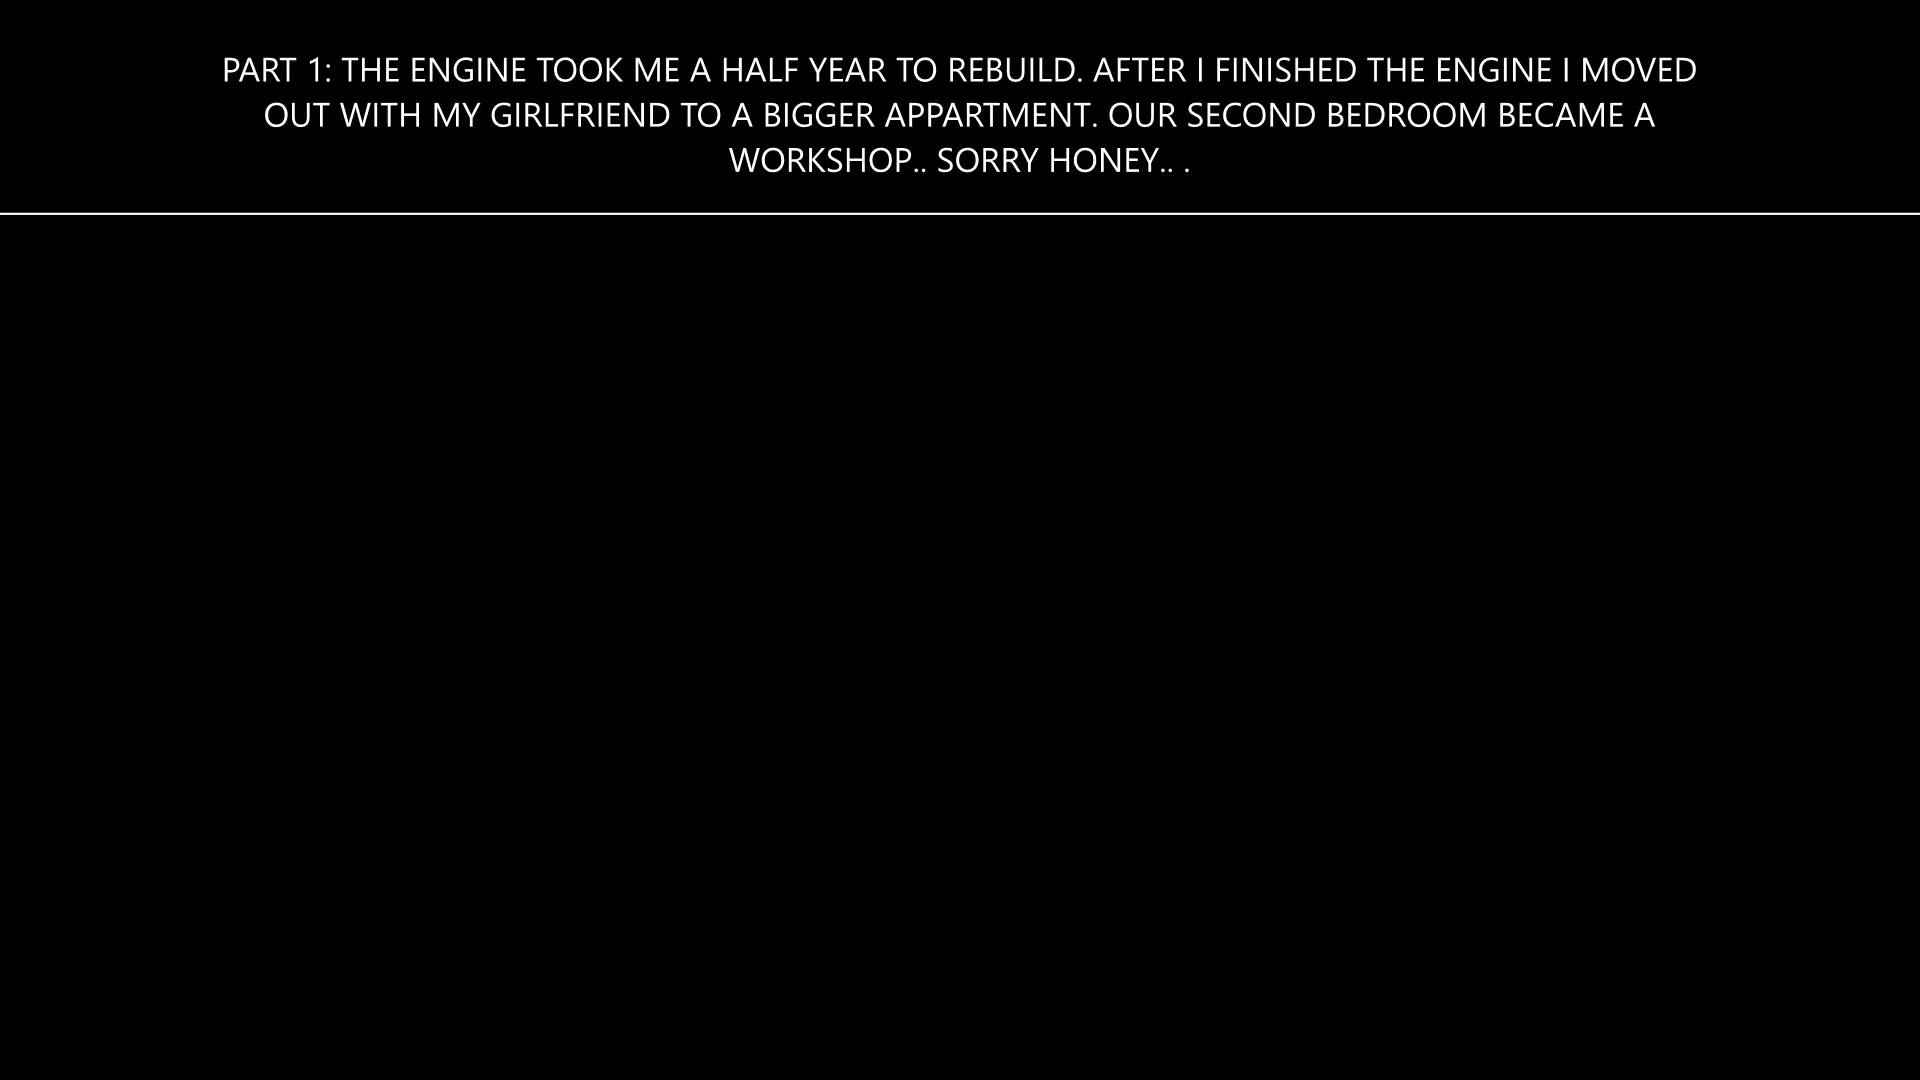 PART 1: THE ENGINE TOOK ME A HALF YEAR TO REBUILD. AFTER I FINISHED THE ENGINE I MOVED
OUT WITH MY GIRLFRIEND TO A BIGGER APPARTMENT. OUR SECOND BEDROOM BECAME A
WORKSHOP.. SORRY HONEY.. .